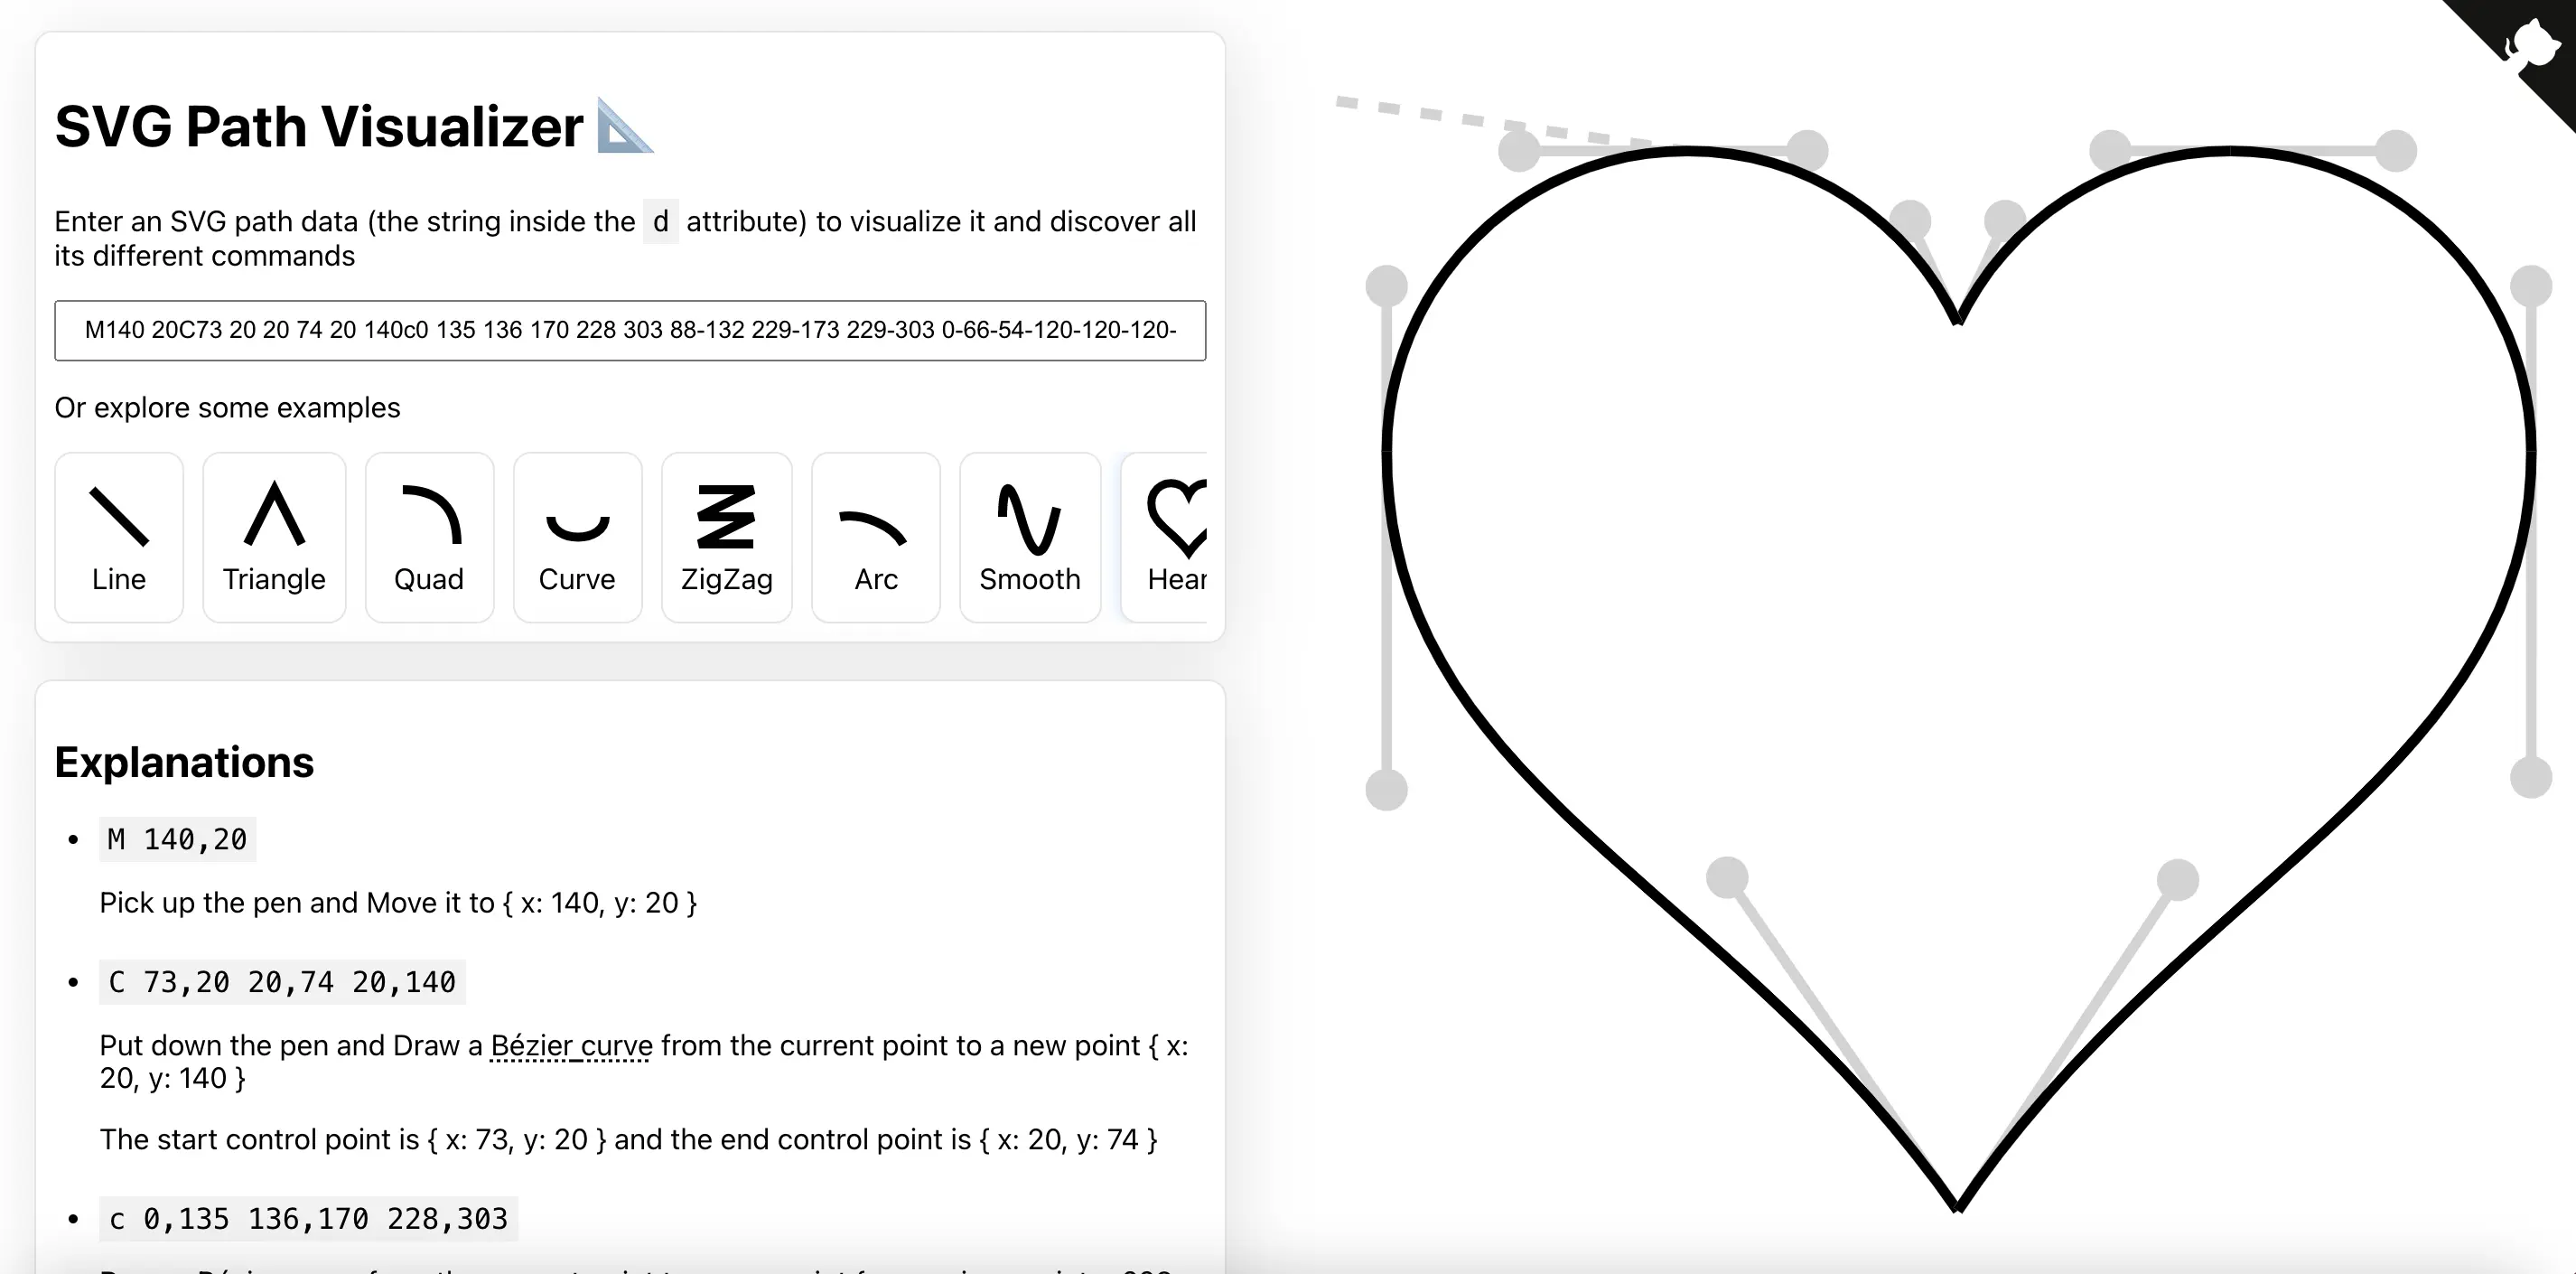 SVG Path Visualizer
Enter an SVG path data (the string inside the d attribute) to visualize it and discover all
its different commands
M140 20C73 20 20 74 20 140c0 135 136 170 228 303 88-132 229-173 229-303 0-66-54-120-120-120-
Or explore some examples
Line Triangle Quad Curve ZigZag Arc Smooth Hear
Explanations
• M 140,20
Pick up the pen and Move it to { x: 140, y: 20 }
• C 73,20 20,74 20,140
Put down the pen and Draw a Bézier curve from the current point to a new point { x:
20, y: 140 }
The start control point is { x: 73, y: 20 } and the end control point is { x: 20, y: 74 }
• c 0,135 136,170 228,303